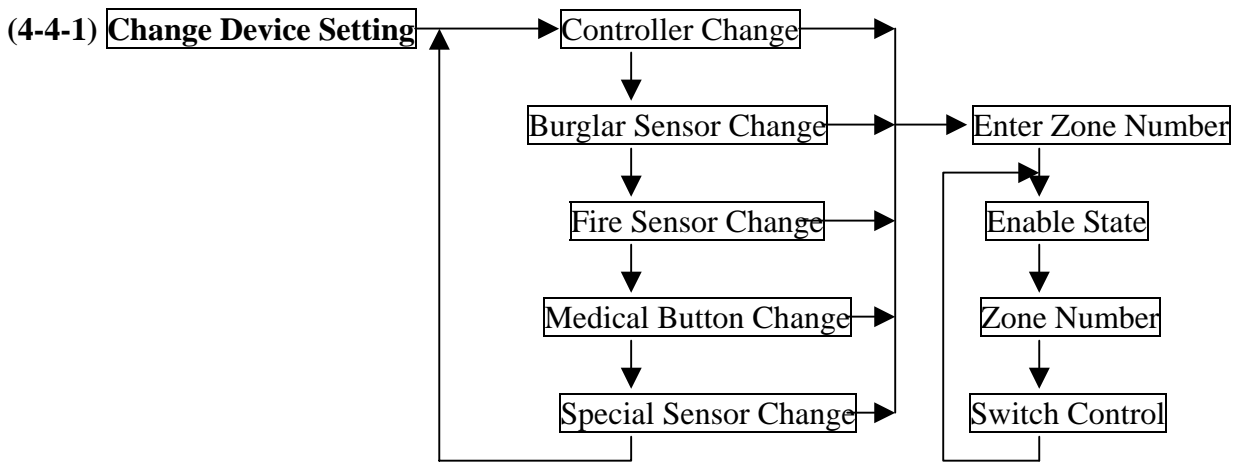 (4-4-1) Change Device Setting
Controller Change
Burglar Sensor Change
Fire Sensor Change
Medical Button Change
Special Sensor Change
Enter Zone Number
Enable State
Zone Number
Switch Control